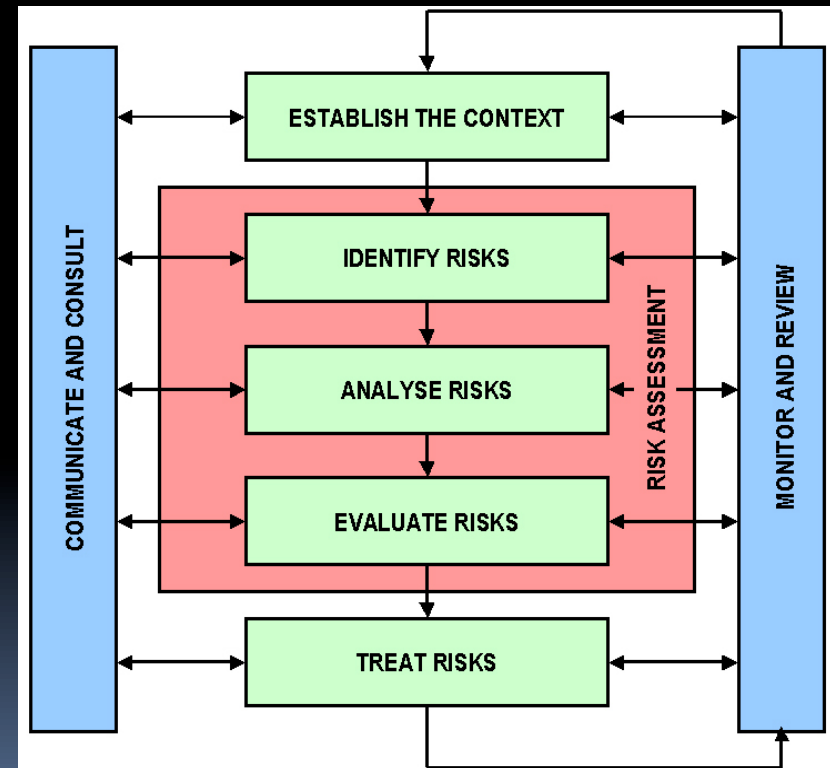 ESTABLISH THE CONTEXT
COMMUNICATE AND CONSULT
IDENTIFY RISKS
ANALYSE RISKS
EVALUATE RISKS
RISK ASSESSMENT
MONITOR AND REVIEW
TREAT RISKS